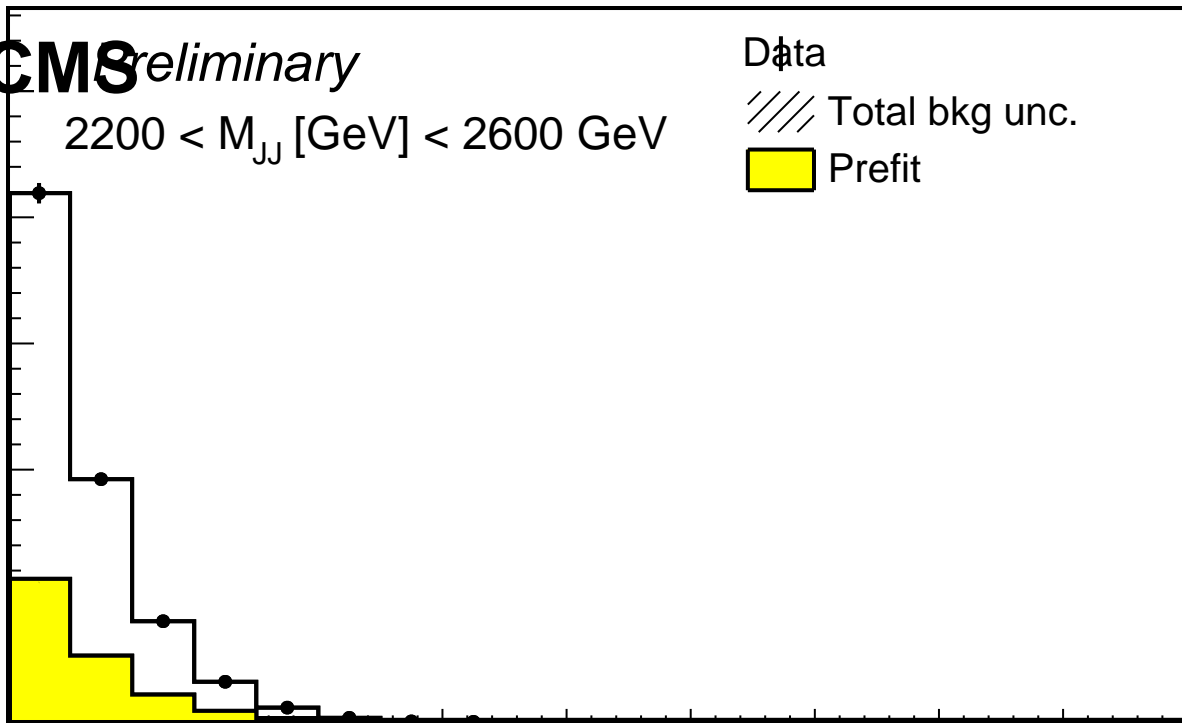 CMS Preliminary
2200 < M_JJ [GeV] < 2600 GeV
Data
Total bkg unc.
Prefit